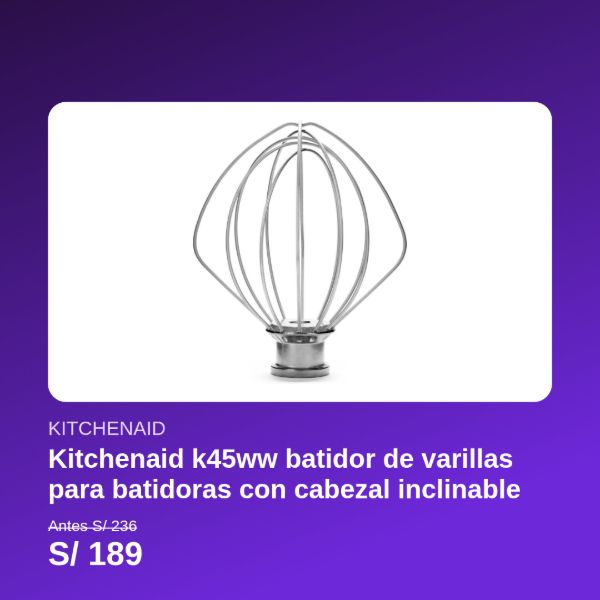 KITCHENAID
Kitchenaid k45ww batidor de varillas
para batidoras con cabezal inclinable
Antes S/ 236
S/ 189